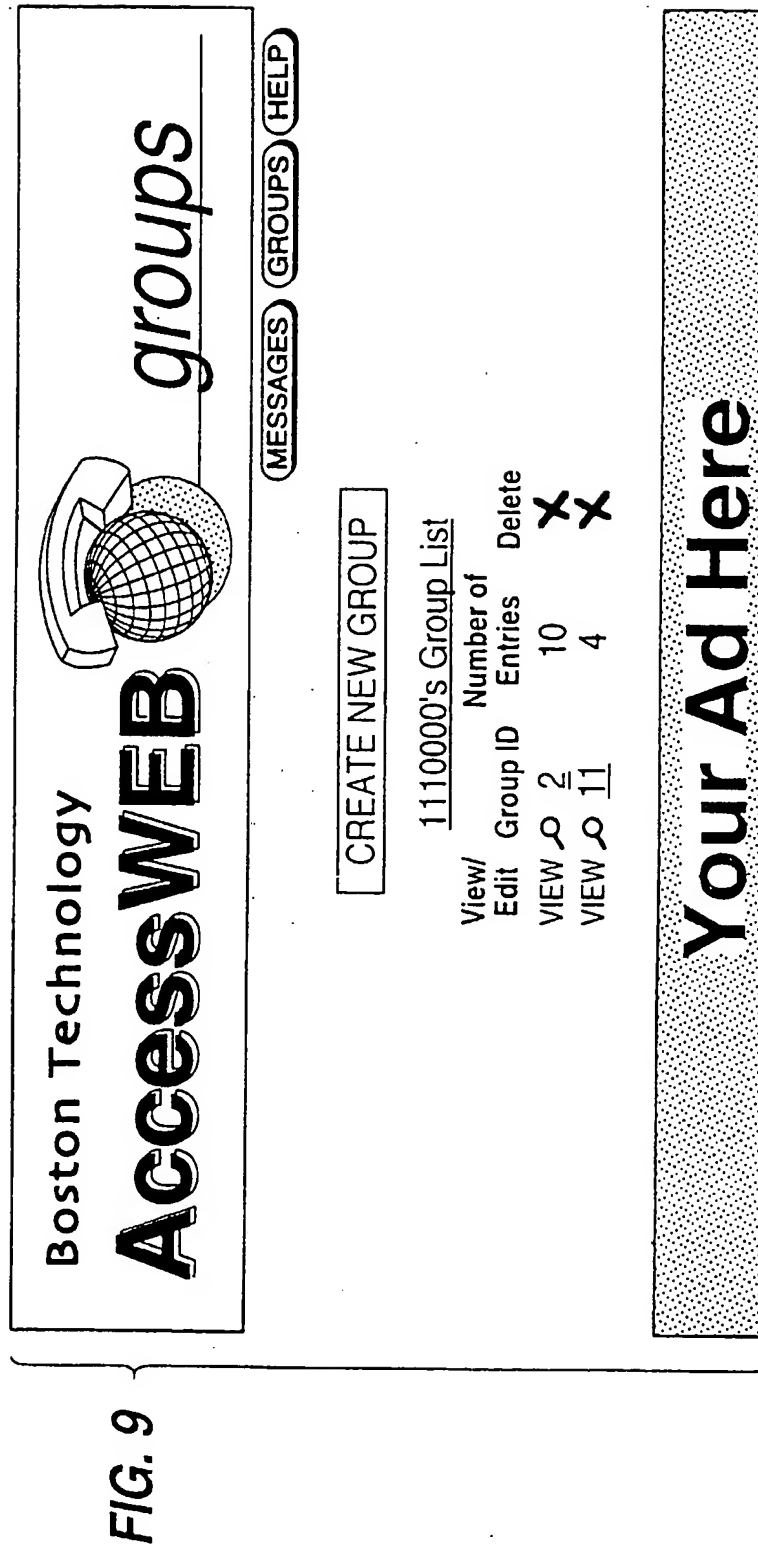 FIG. 9
Boston Technology
AccessWEB groups
MESSAGES GROUPS HELP
CREATE NEW GROUP
1110000's Group List
View/ Number of
Edit Group ID Entries Delete
VIEW 2 10 X
VIEW 11 4 X
Your Ad Here